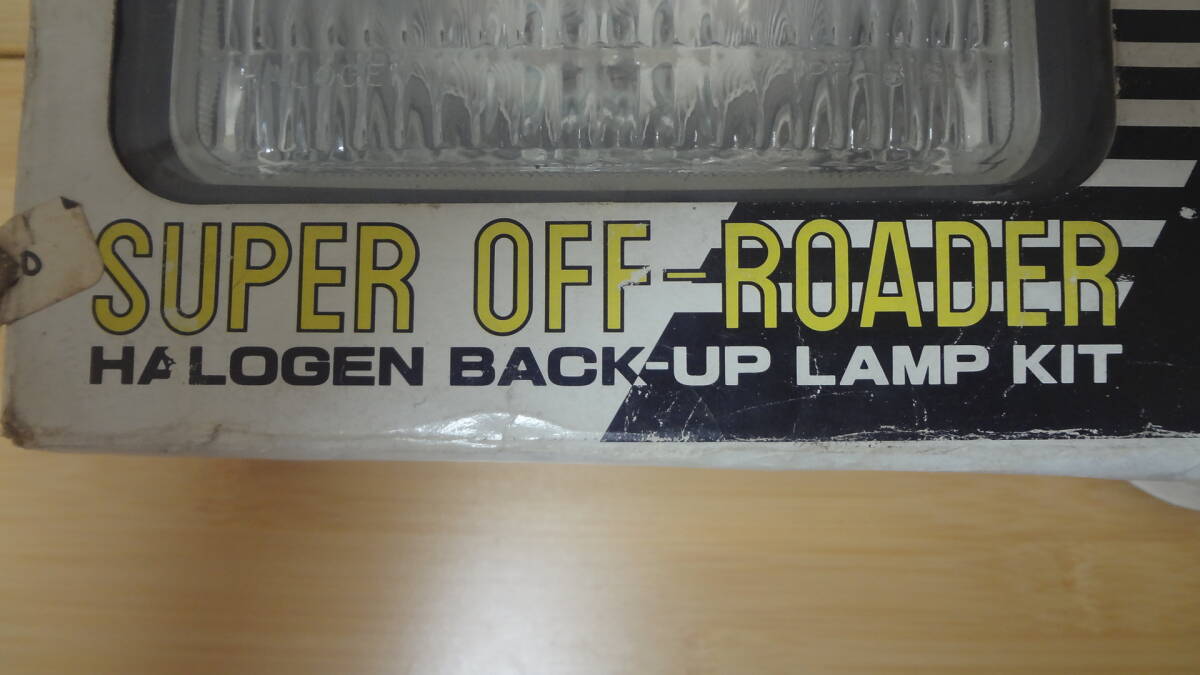 SUPER OFF-ROADER
HALOGEN BACK-UP LAMP KIT